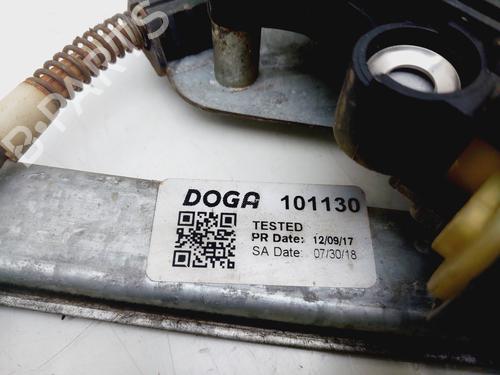 DOGA 101130
TESTED
PR Date: 12/09/17
SA Date: 07/30/18
B-PARTS